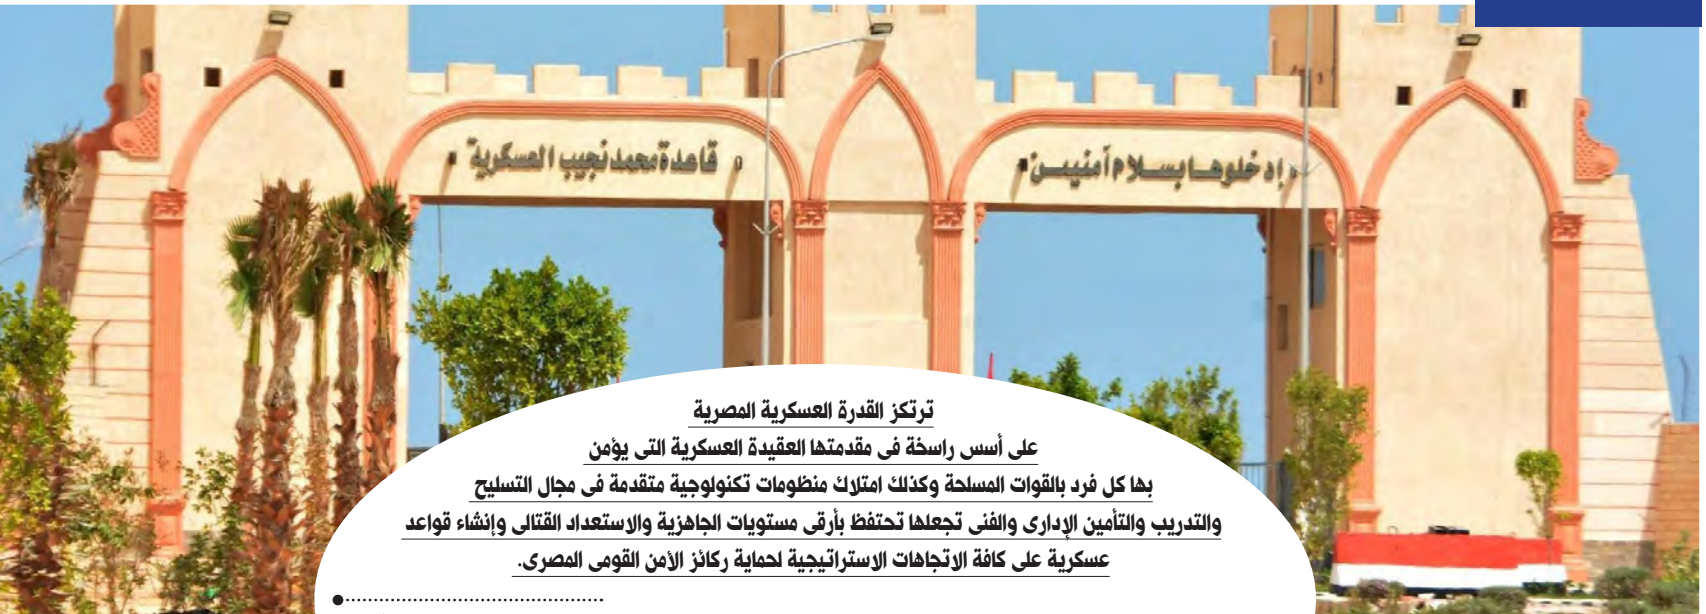 إدخلوها بسلام آمنيــن
قاعدة محمد نجيب العسكرية
ترتكز القدرة العسكرية المصرية
على أسس راسخة فى مقدمتها العقيدة العسكرية التى يؤمن
بها كل فرد بالقوات المسلحة وكذلك امتلاك منظومات تكنولوجية متقدمة فى مجال التسليح
والتدريب والتأمين الإدارى والفنى تجعلها تحتفظ بأرقى مستويات الجاهزية والاستعداد القتالى وإنشاء قواعد
عسكرية على كافة الاتجاهات الاستراتيجية لحماية ركائز الأمن القومى المصرى.